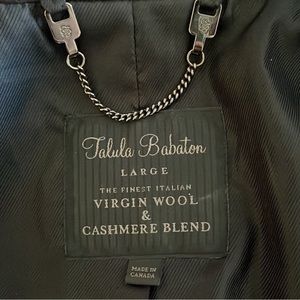 Talula Babaton
LARGE
THE FINEST ITALIAN
VIRGIN WOOL
&
CASHMERE BLEND
MADE IN
CANADA